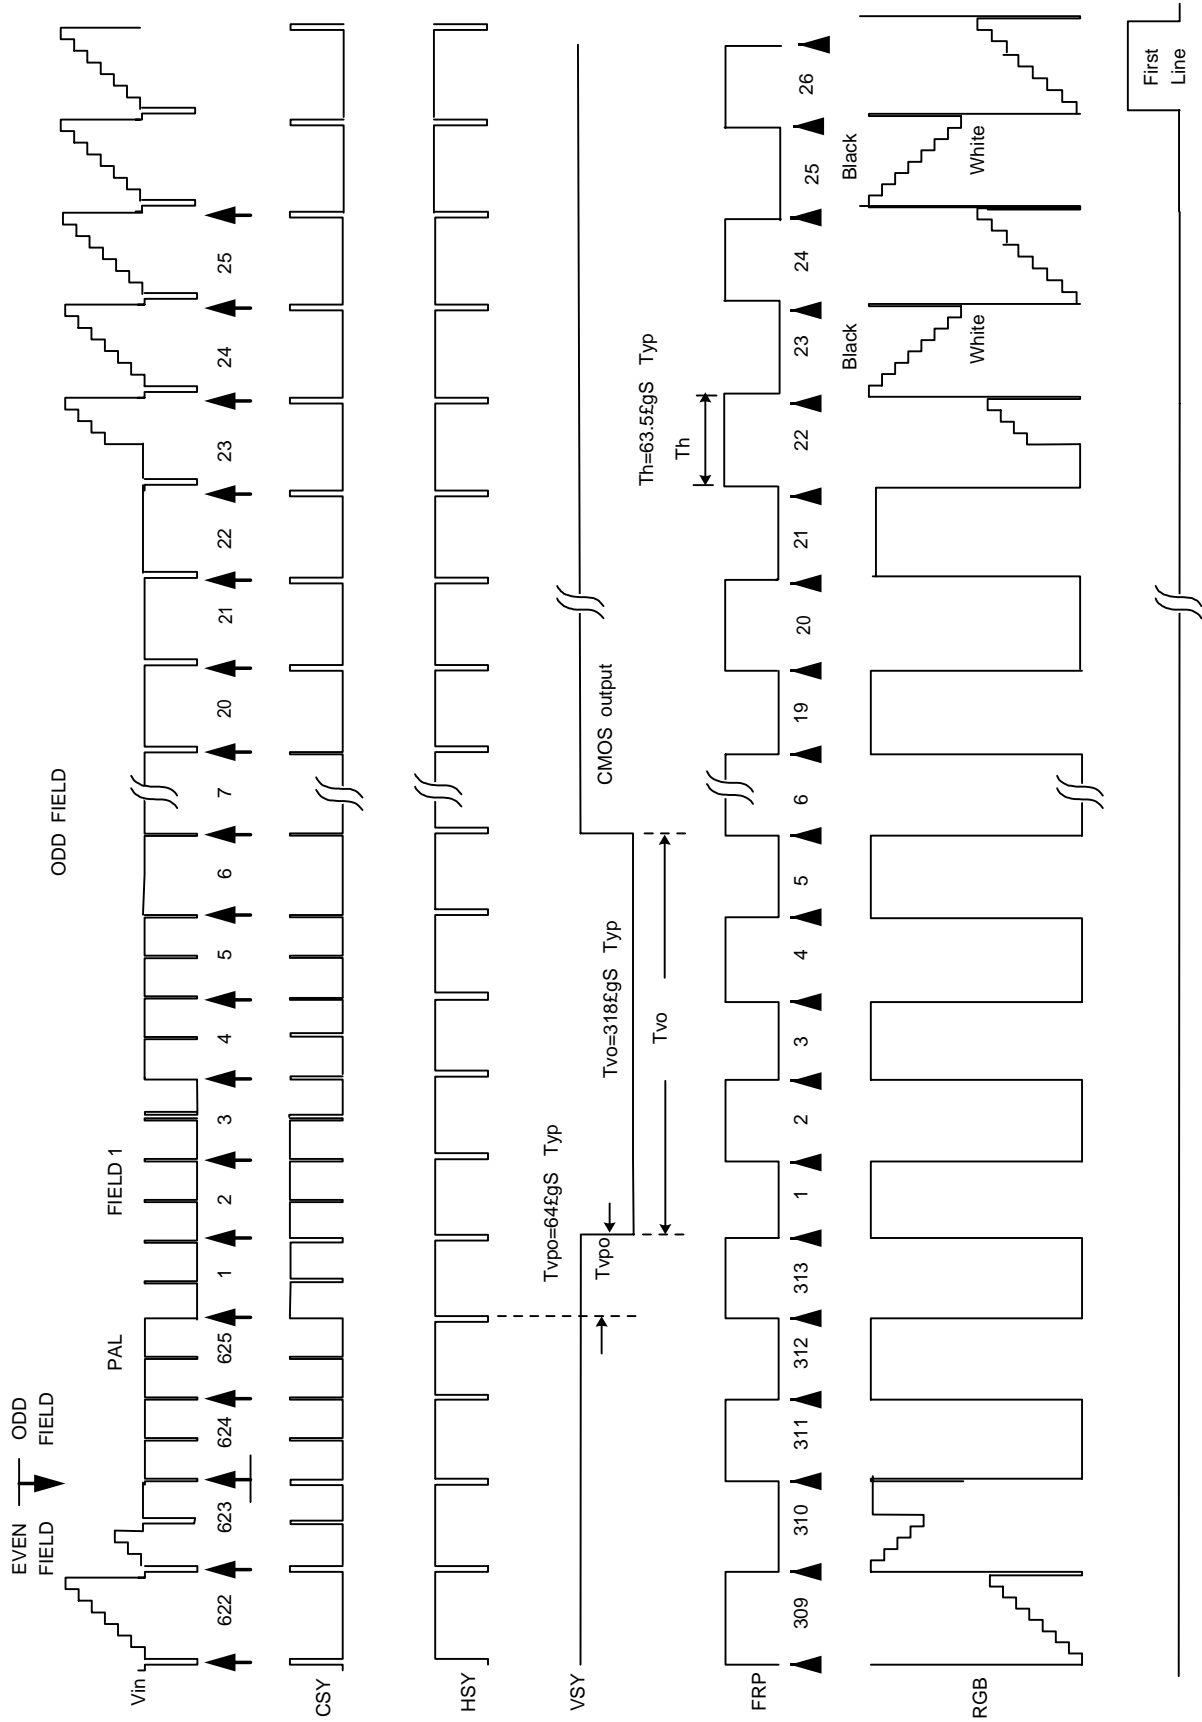 EVEN ODD
FIELD FIELD
ODD FIELD
PAL FIELD 1
Vin
622 623 624 625 1 2 3 4 5 6 7 20 21 22 23 24 25
CSY
HSY
VSY
Tvpo=64£gS Typ
Tvpo
CMOS output
Tvo=318£gS Typ
Tvo
Th=63.5£gS Typ
Th
FRP
309 310 311 312 313 1 2 3 4 5 6 19 20 21 22 23 24 25 26
Black Black
RGB
White White
First
Line